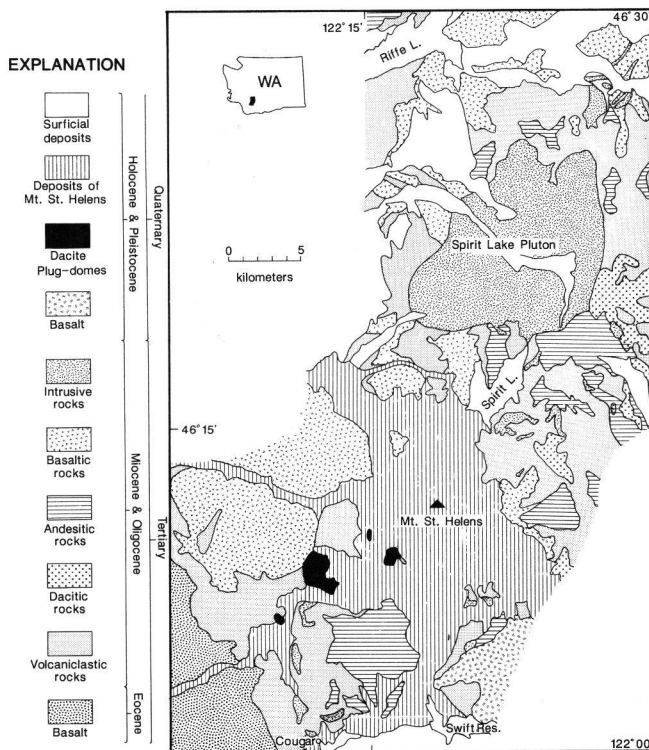 122° 15'
46° 30'
Riffe L.
EXPLANATION
WA
Surficial
deposits
Deposits of
Mt. St. Helens
Dacite
Plug-domes
Basalt
Intrusive
rocks
Basaltic
rocks
Andesitic
rocks
Dacitic
rocks
Volcaniclastic
rocks
Basalt
Holocene & Pleistocene
Quaternary
Miocene & Oligocene
Tertiary
Eocene
0 5
kilometers
Spirit Lake Pluton
Spirit L.
46° 15'
Mt. St. Helens
Cougar
Swift Res.
122° 00'